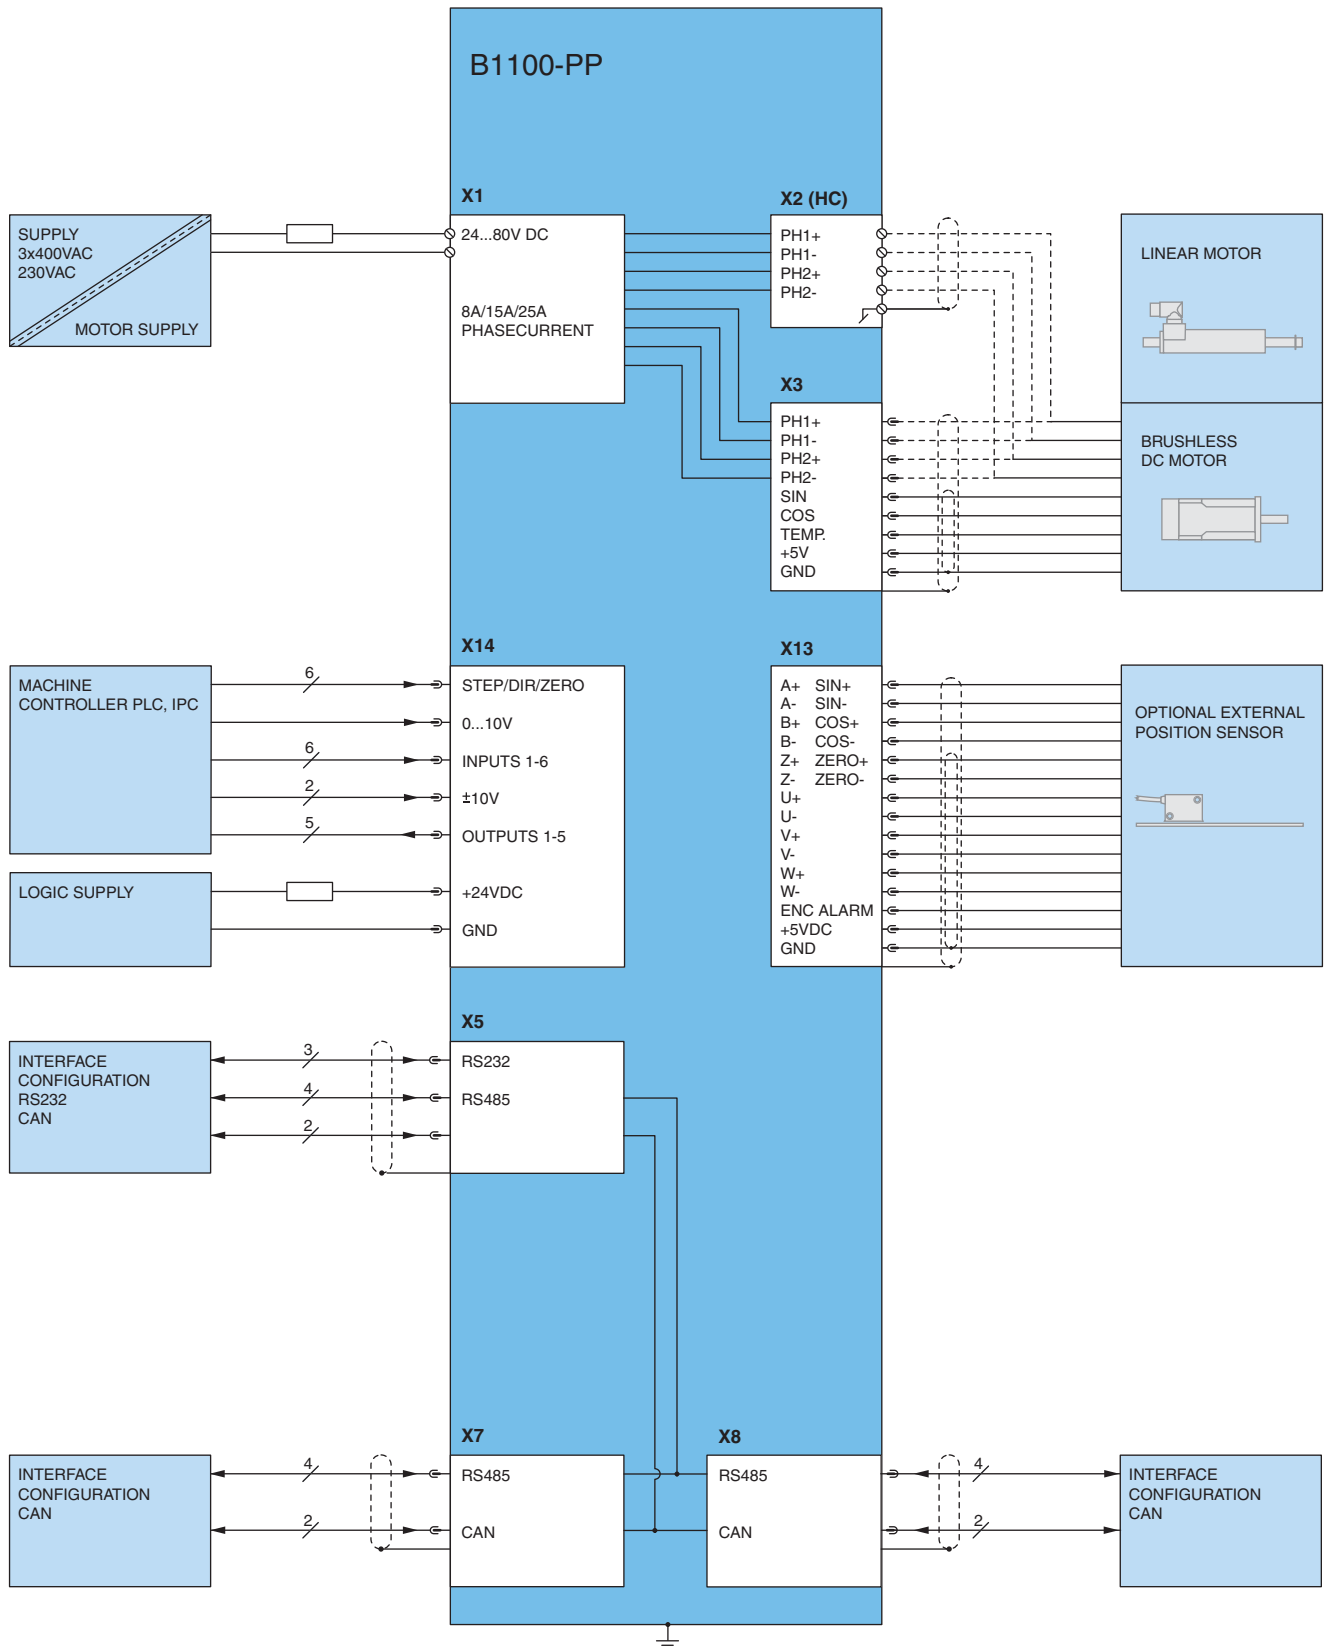 B1100-PP
X1
X2 (HC)
SUPPLY
3x400VAC
230VAC
MOTOR SUPPLY
24...80V DC
8A/15A/25A
PHASECURRENT
PH1+
PH1-
PH2+
PH2-
LINEAR MOTOR
X3
PH1+
PH1-
PH2+
PH2-
SIN
COS
TEMP.
+5V
GND
BRUSHLESS
DC MOTOR
X14
MACHINE
CONTROLLER PLC, IPC
6
6
2
5
STEP/DIR/ZERO
0...10V
INPUTS 1-6
±10V
OUTPUTS 1-5
LOGIC SUPPLY
+24VDC
GND
X13
A+ SIN+
A- SIN-
B+ COS+
B- COS-
Z+ ZERO+
Z- ZERO-
U+
U-
V+
V-
W+
W-
ENC ALARM
+5VDC
GND
OPTIONAL EXTERNAL
POSITION SENSOR
X5
INTERFACE
CONFIGURATION
RS232
CAN
3
4
2
RS232
RS485
X7
INTERFACE
CONFIGURATION
CAN
4
2
RS485
CAN
X8
RS485
CAN
4
2
INTERFACE
CONFIGURATION
CAN